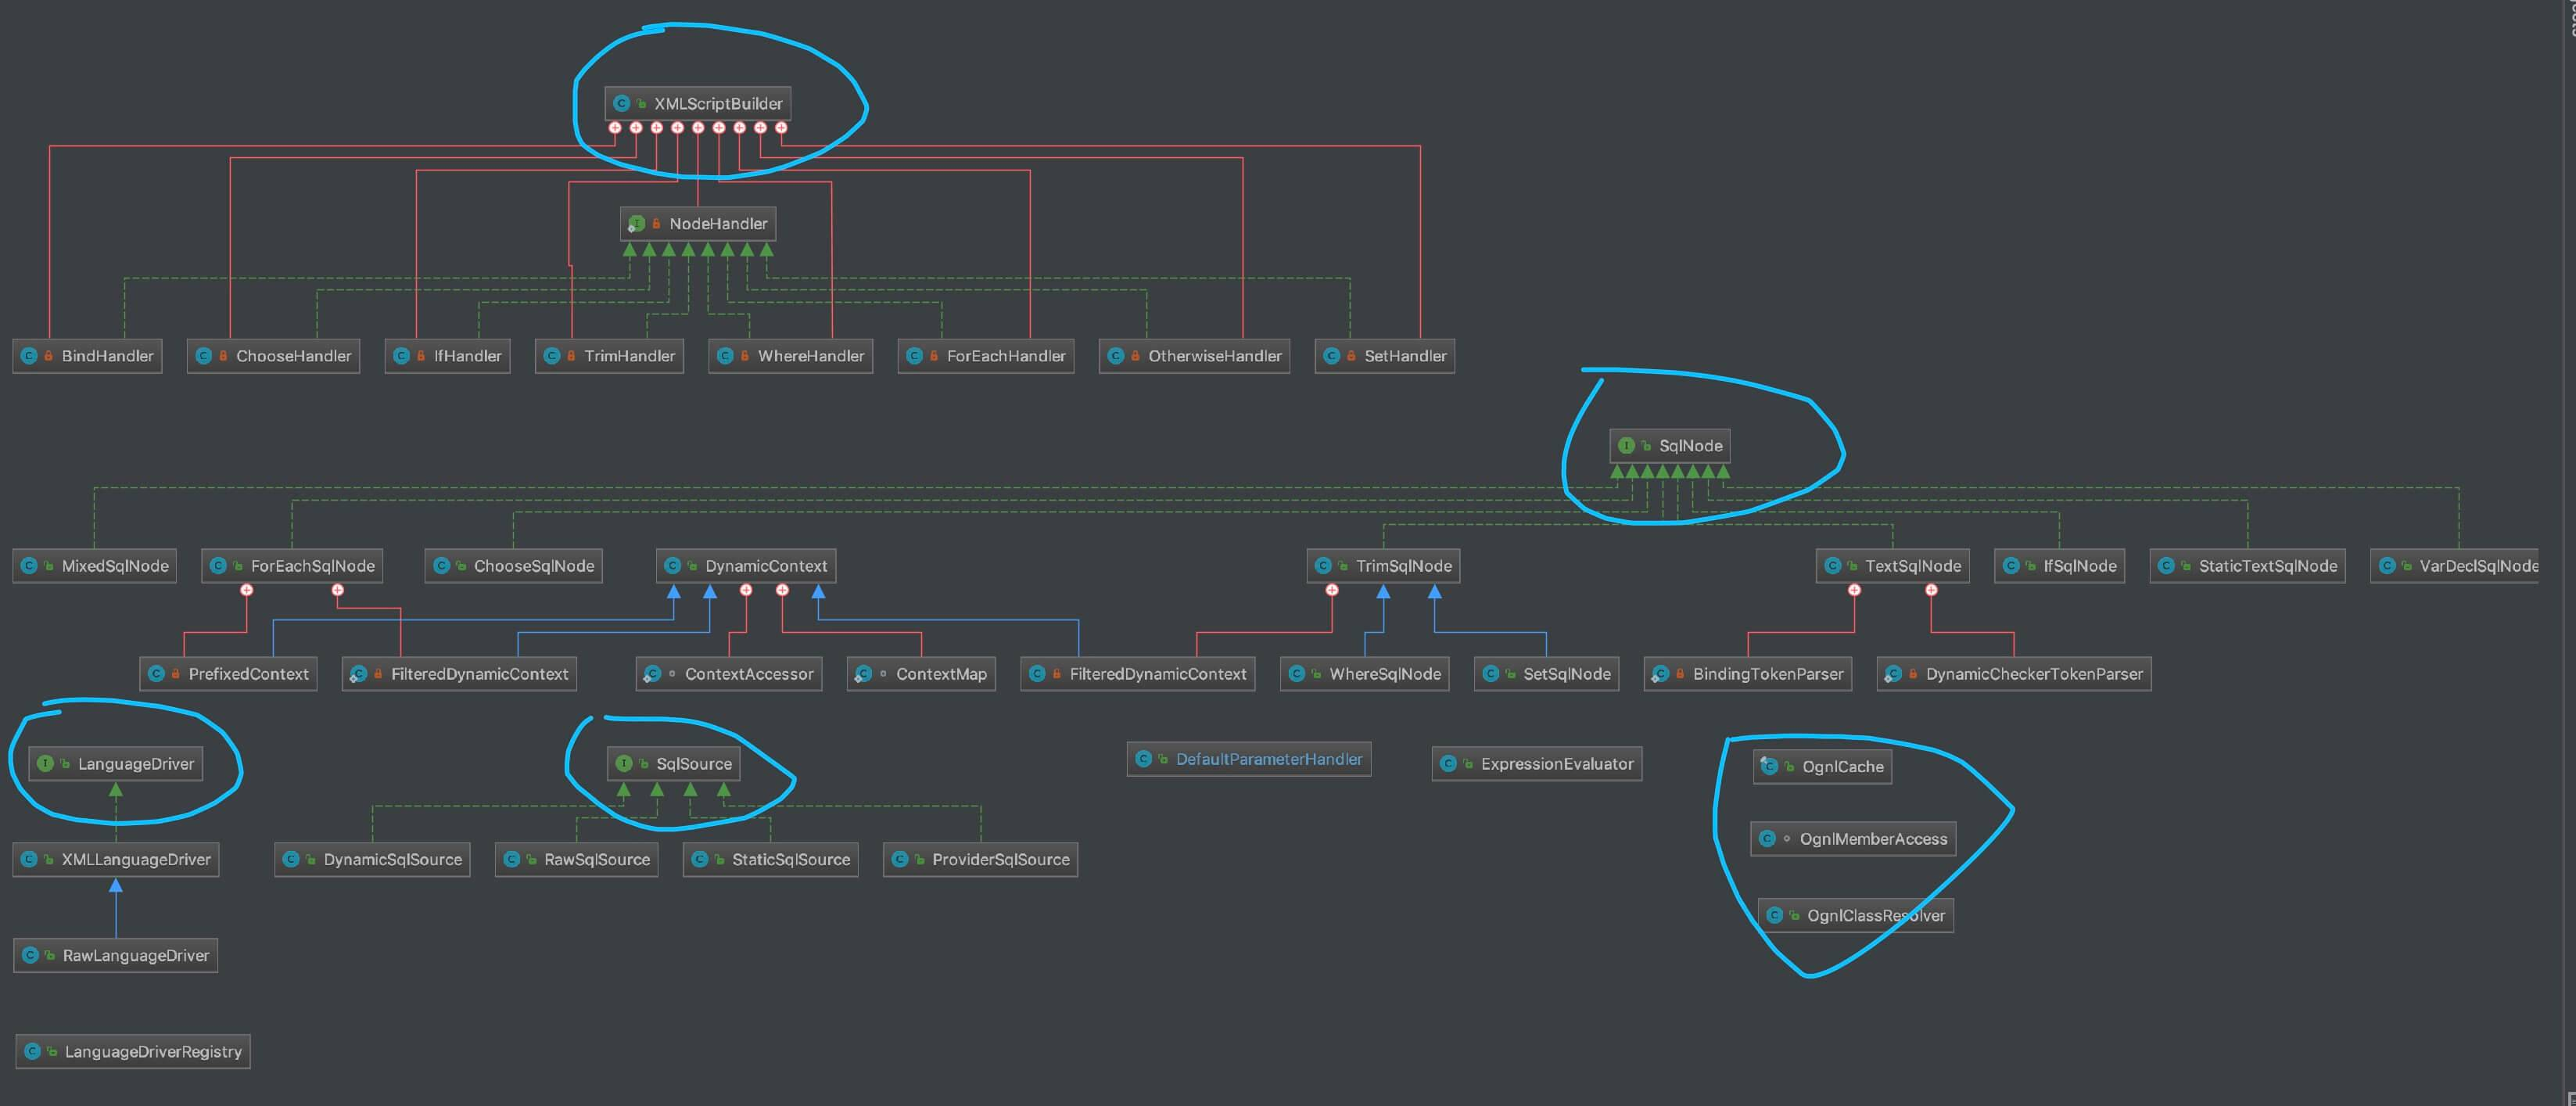 XMLScriptBuilder
NodeHandler
BindHandler
ChooseHandler
IfHandler
TrimHandler
WhereHandler
ForEachHandler
OtherwiseHandler
SetHandler
SqlNode
MixedSqlNode
ForEachSqlNode
ChooseSqlNode
DynamicContext
TrimSqlNode
TextSqlNode
IfSqlNode
StaticTextSqlNode
VarDeclSqlNode
PrefixedContext
FilteredDynamicContext
ContextAccessor
ContextMap
FilteredDynamicContext
WhereSqlNode
SetSqlNode
BindingTokenParser
DynamicCheckerTokenParser
LanguageDriver
SqlSource
DefaultParameterHandler
ExpressionEvaluator
OgnlCache
OgnlMemberAccess
OgnlClassResolver
XMLLanguageDriver
DynamicSqlSource
RawSqlSource
StaticSqlSource
ProviderSqlSource
RawLanguageDriver
LanguageDriverRegistry